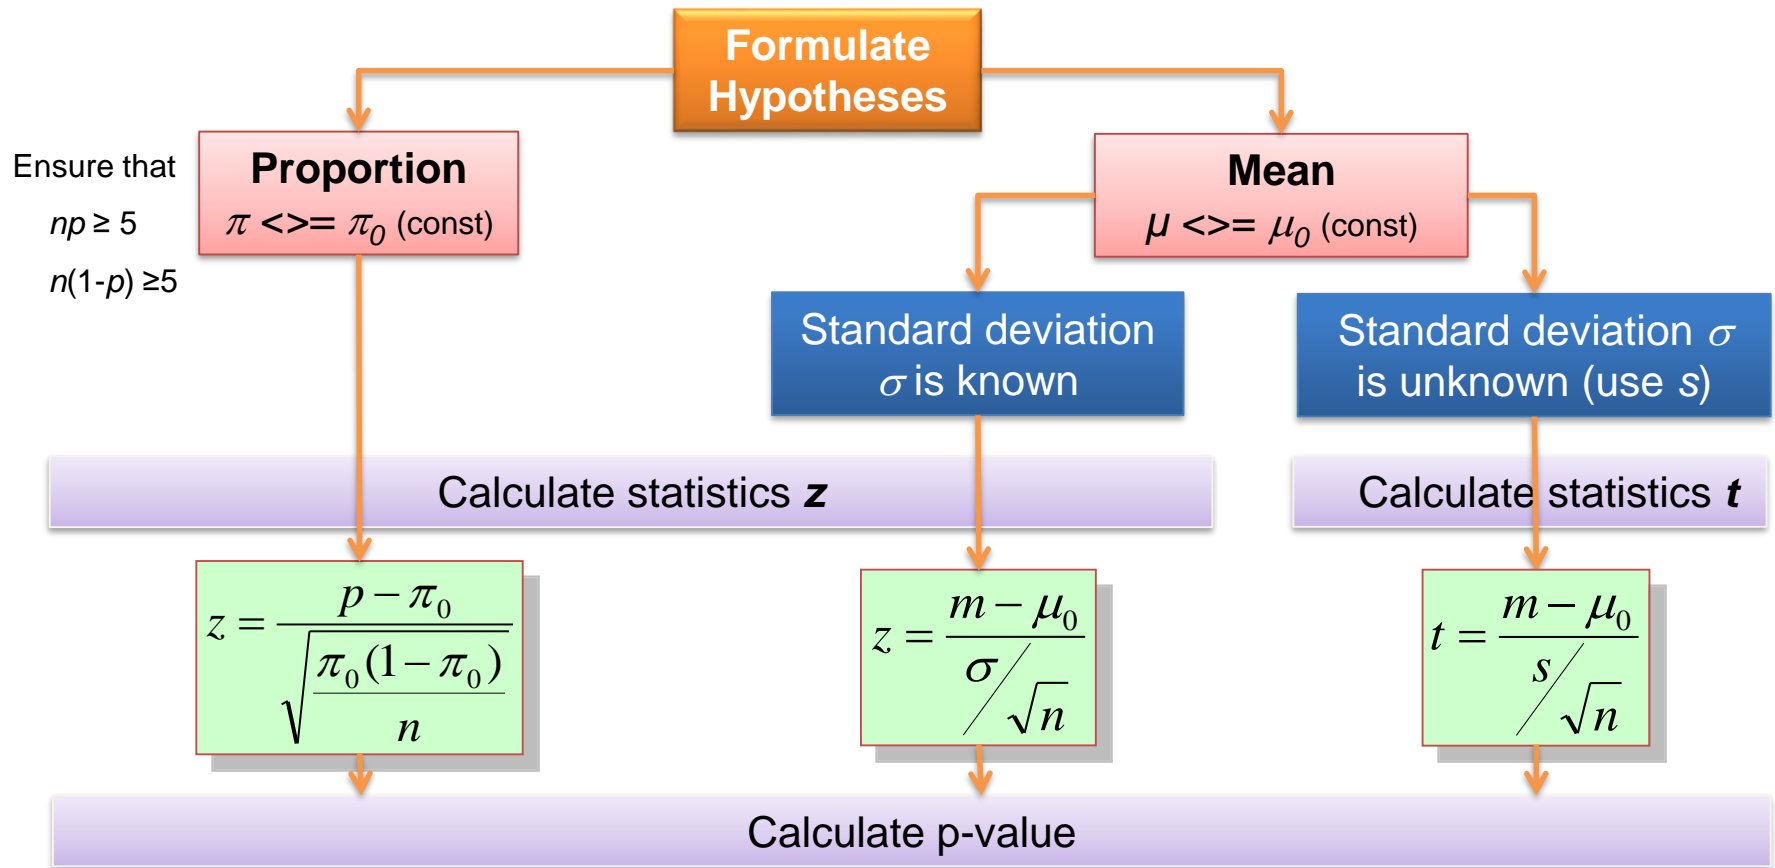 Formulate
Hypotheses
Ensure that
np ≥ 5
n(1-p) ≥5
Proportion
π <>= π₀ (const)
Mean
μ <>= μ₀ (const)
Standard deviation
σ is known
Standard deviation σ
is unknown (use s)
Calculate statistics z
Calculate statistics t
z = (p − π₀) / √(π₀(1 − π₀) / n)
z = (m − μ₀) / (σ/√n)
t = (m − μ₀) / (s/√n)
Calculate p-value